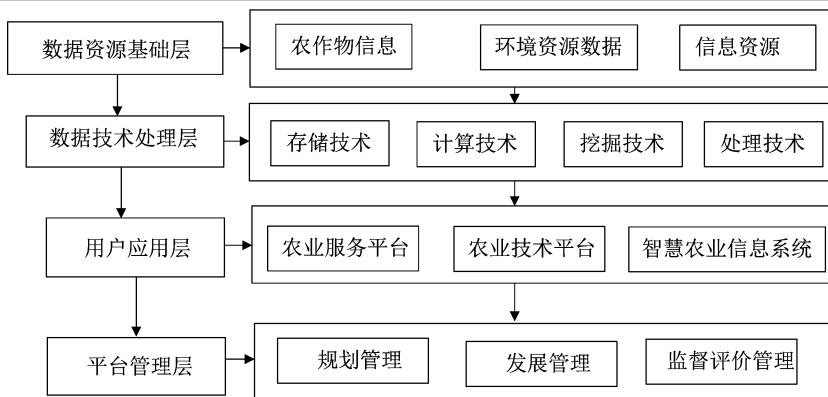 数据资源基础层
农作物信息
环境资源数据
信息资源
数据技术处理层
存储技术
计算技术
挖掘技术
处理技术
用户应用层
农业服务平台
农业技术平台
智慧农业信息系统
平台管理层
规划管理
发展管理
监督评价管理